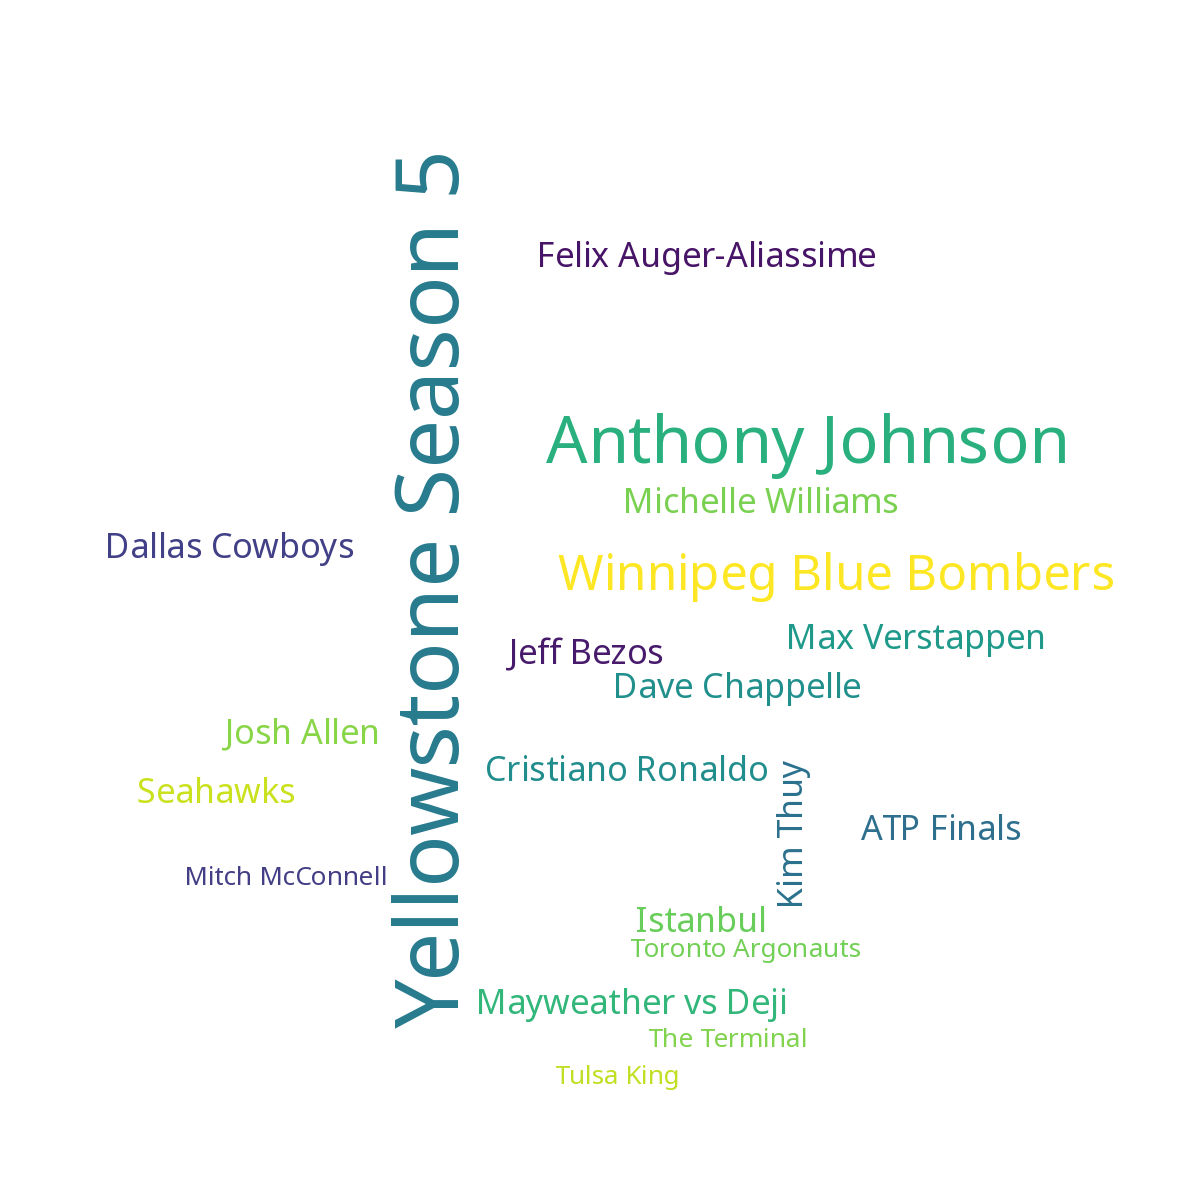 Yellowstone Season 5
Felix Auger-Aliassime
Anthony Johnson
Michelle Williams
Dallas Cowboys
Winnipeg Blue Bombers
Max Verstappen
Jeff Bezos
Dave Chappelle
Josh Allen
Cristiano Ronaldo
Seahawks
Kim Thuy
ATP Finals
Mitch McConnell
Istanbul
Toronto Argonauts
Mayweather vs Deji
The Terminal
Tulsa King